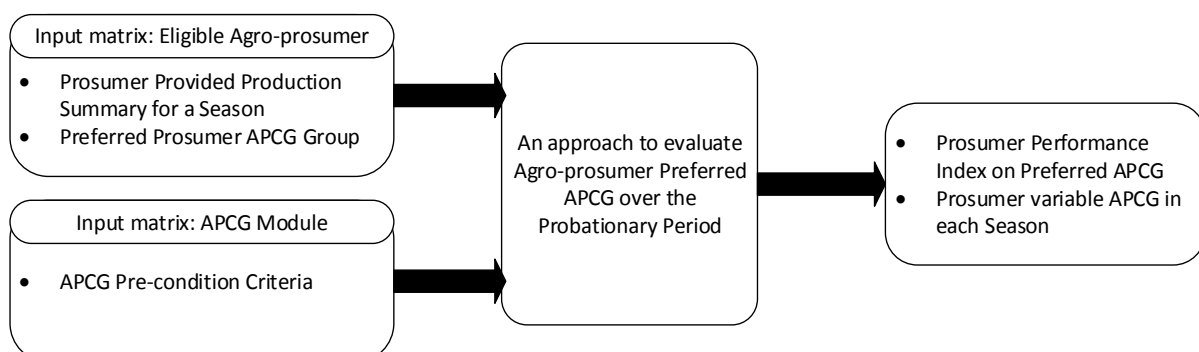 Input matrix: Eligible Agro-prosumer
• Prosumer Provided Production
Summary for a Season
• Preferred Prosumer APCG Group
Input matrix: APCG Module
• APCG Pre-condition Criteria
An approach to evaluate
Agro-prosumer Preferred
APCG over the
Probationary Period
• Prosumer Performance
Index on Preferred APCG
• Prosumer variable APCG in
each Season